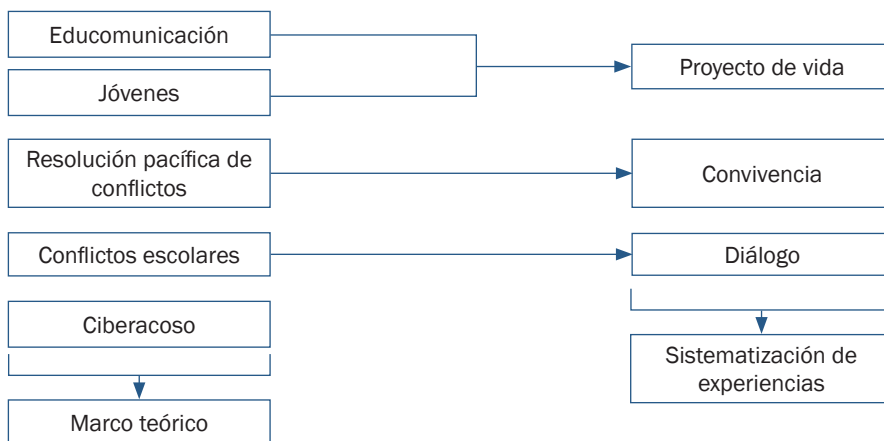 Educomunicación
Jóvenes
Proyecto de vida
Resolución pacífica de
conflictos
Convivencia
Conflictos escolares
Diálogo
Ciberacoso
Sistematización de
experiencias
Marco teórico